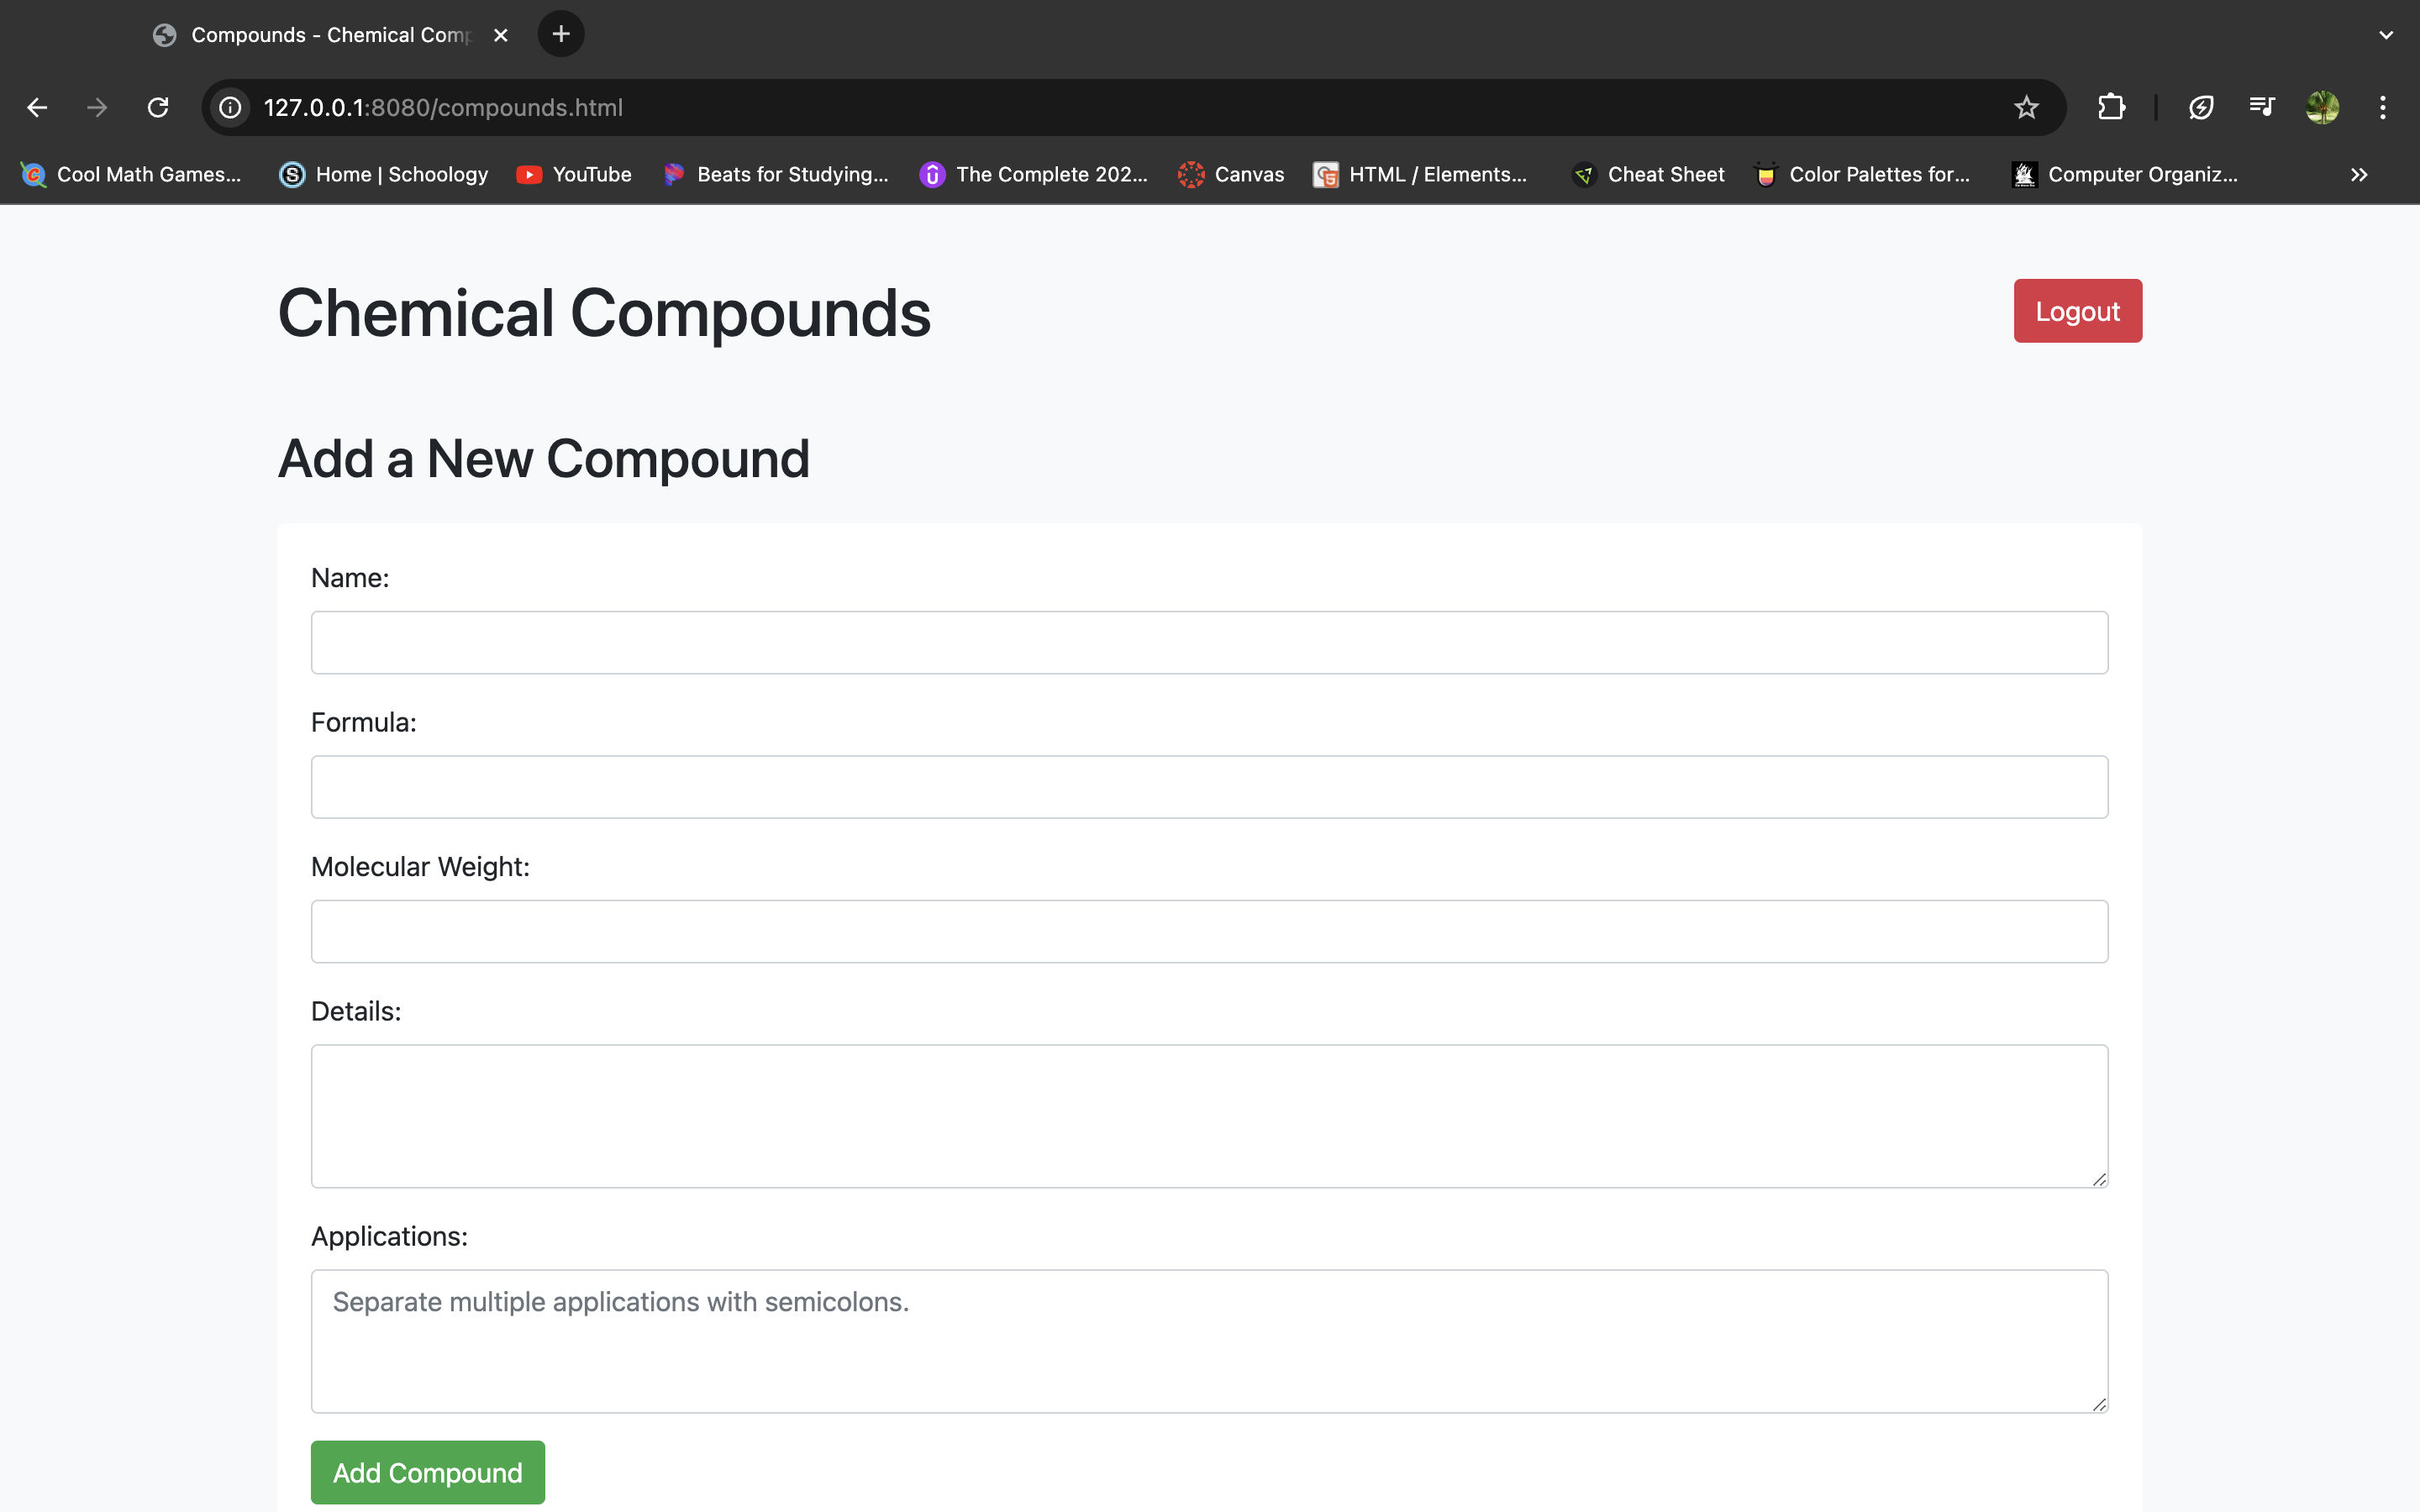 Compounds - Chemical Comp
127.0.0.1:8080/compounds.html
Cool Math Games...
Home | Schoology
YouTube
Beats for Studying...
The Complete 202...
Canvas
HTML / Elements...
Cheat Sheet
Color Palettes for...
Computer Organiz...
Chemical Compounds
Logout
Add a New Compound
Name:
Formula:
Molecular Weight:
Details:
Applications:
Separate multiple applications with semicolons.
Add Compound